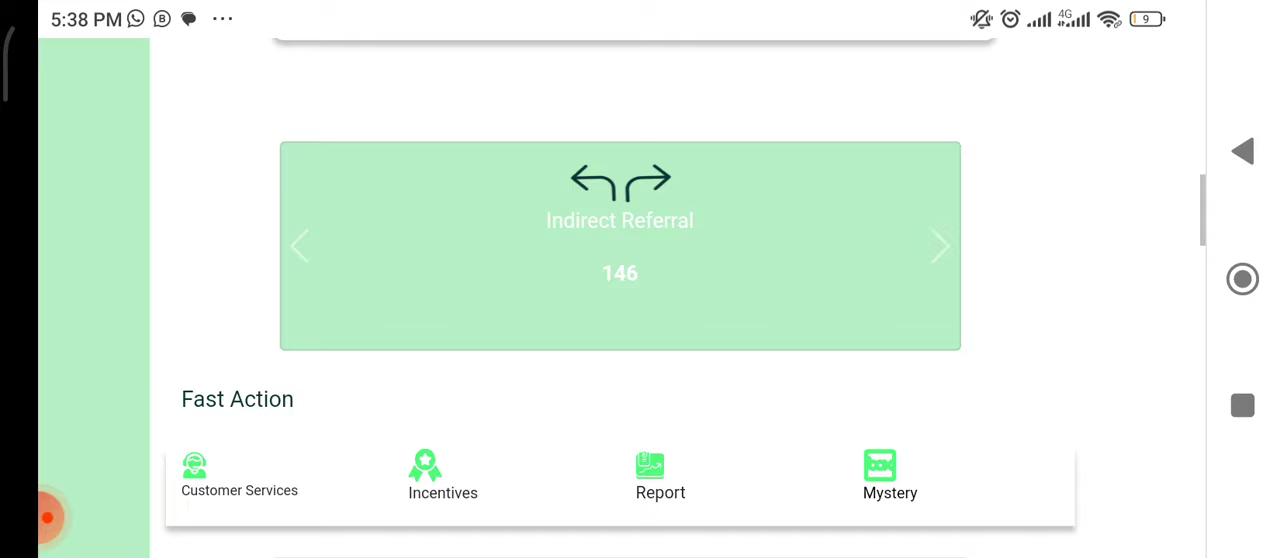 5:38 PM
4G
9
Indirect Referral
146
Fast Action
Customer Services
Incentives
Report
Mystery